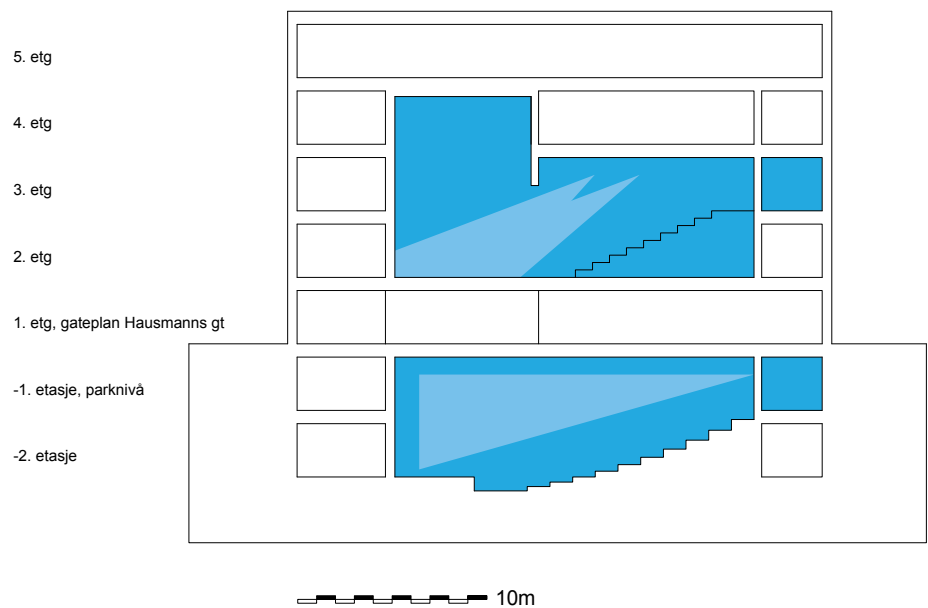 5. etg
4. etg
3. etg
2. etg
1. etg, gateplan Hausmanns gt
-1. etasje, parknivå
-2. etasje
10m